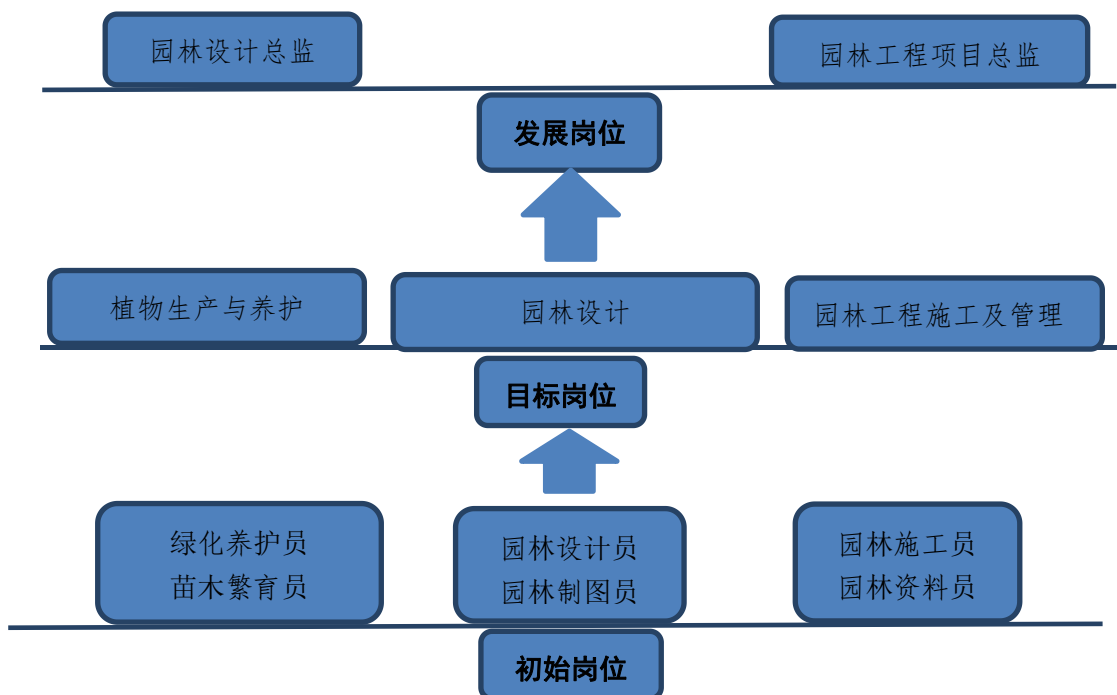 园林设计总监
园林工程项目总监
发展岗位
植物生产与养护
园林设计
园林工程施工及管理
目标岗位
绿化养护员
苗木繁育员
园林设计员
园林制图员
园林施工员
园林资料员
初始岗位